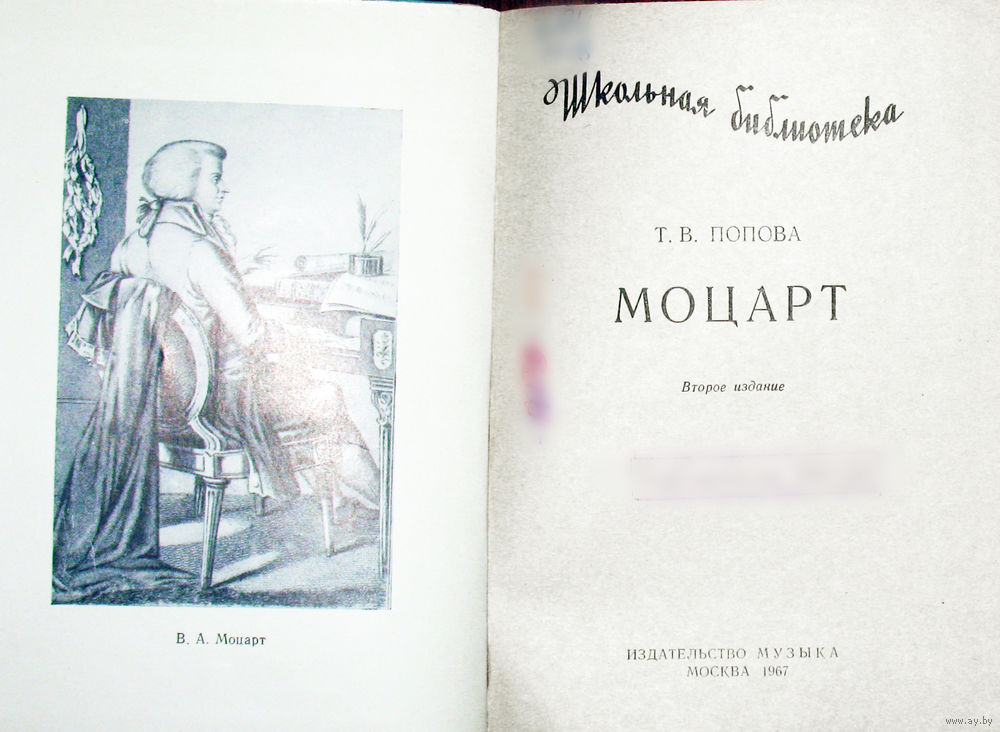 В. А. Моцарт
Школьная библиотека
Т. В. ПОПОВА
МОЦАРТ
Второе издание
ИЗДАТЕЛЬСТВО МУЗЫКА
МОСКВА 1967
www.ay.by